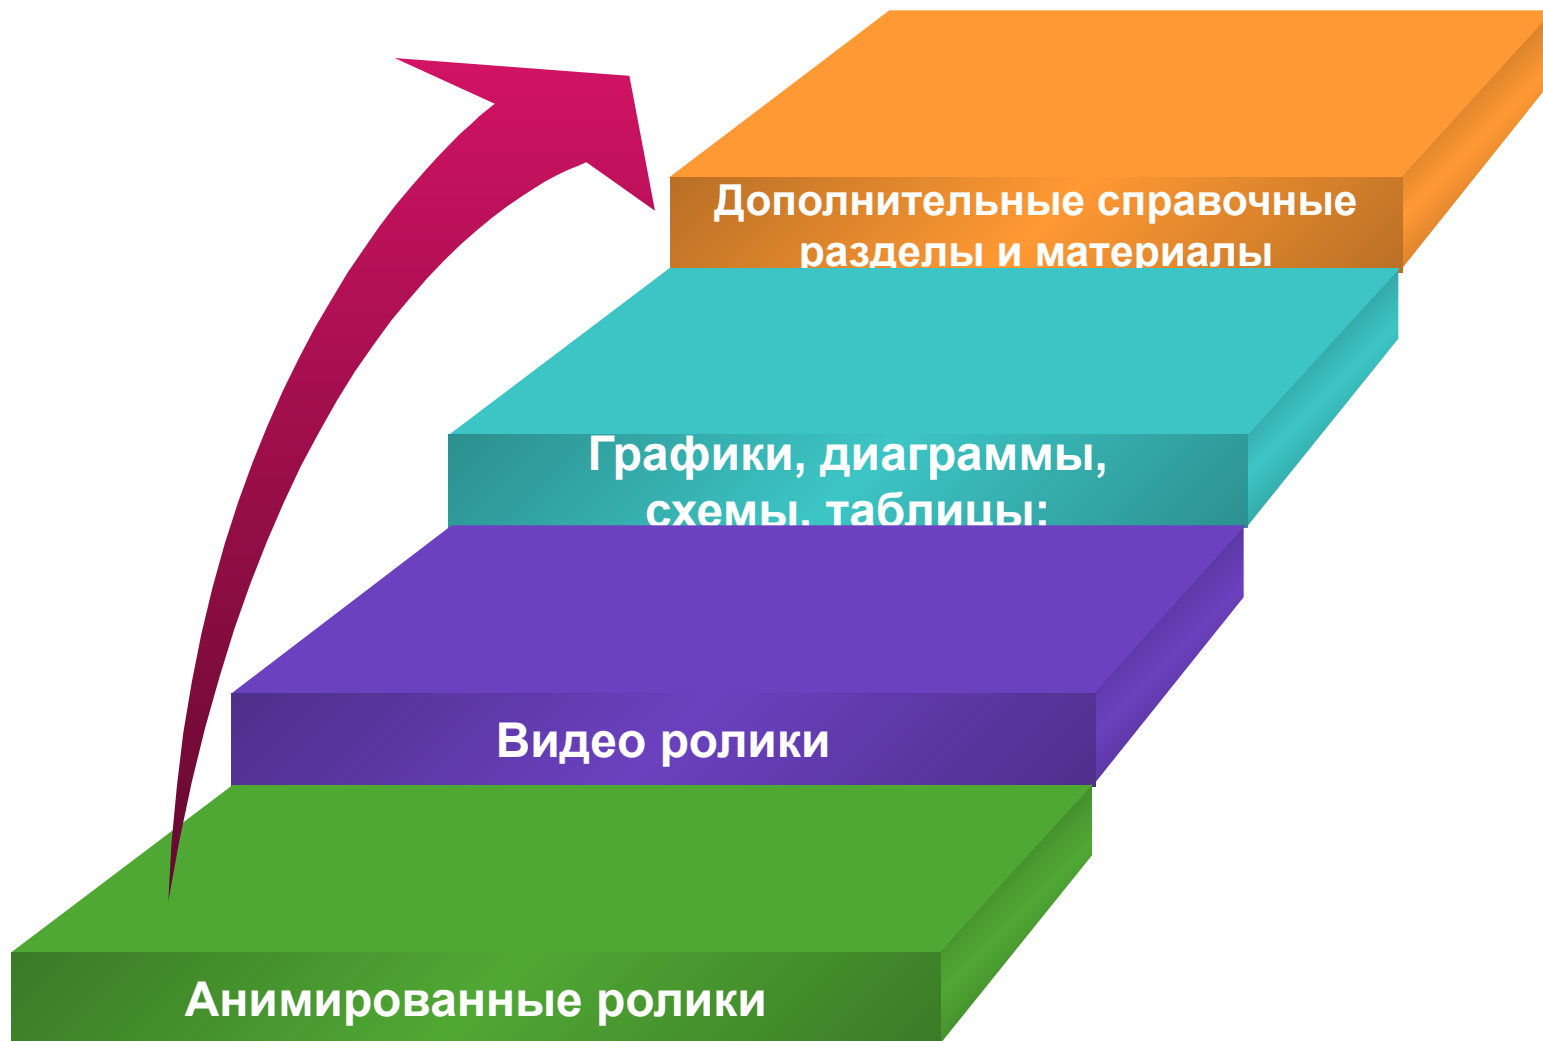 Дополнительные справочные
разделы и материалы
Графики, диаграммы,
схемы, таблицы:
Видео ролики
Анимированные ролики